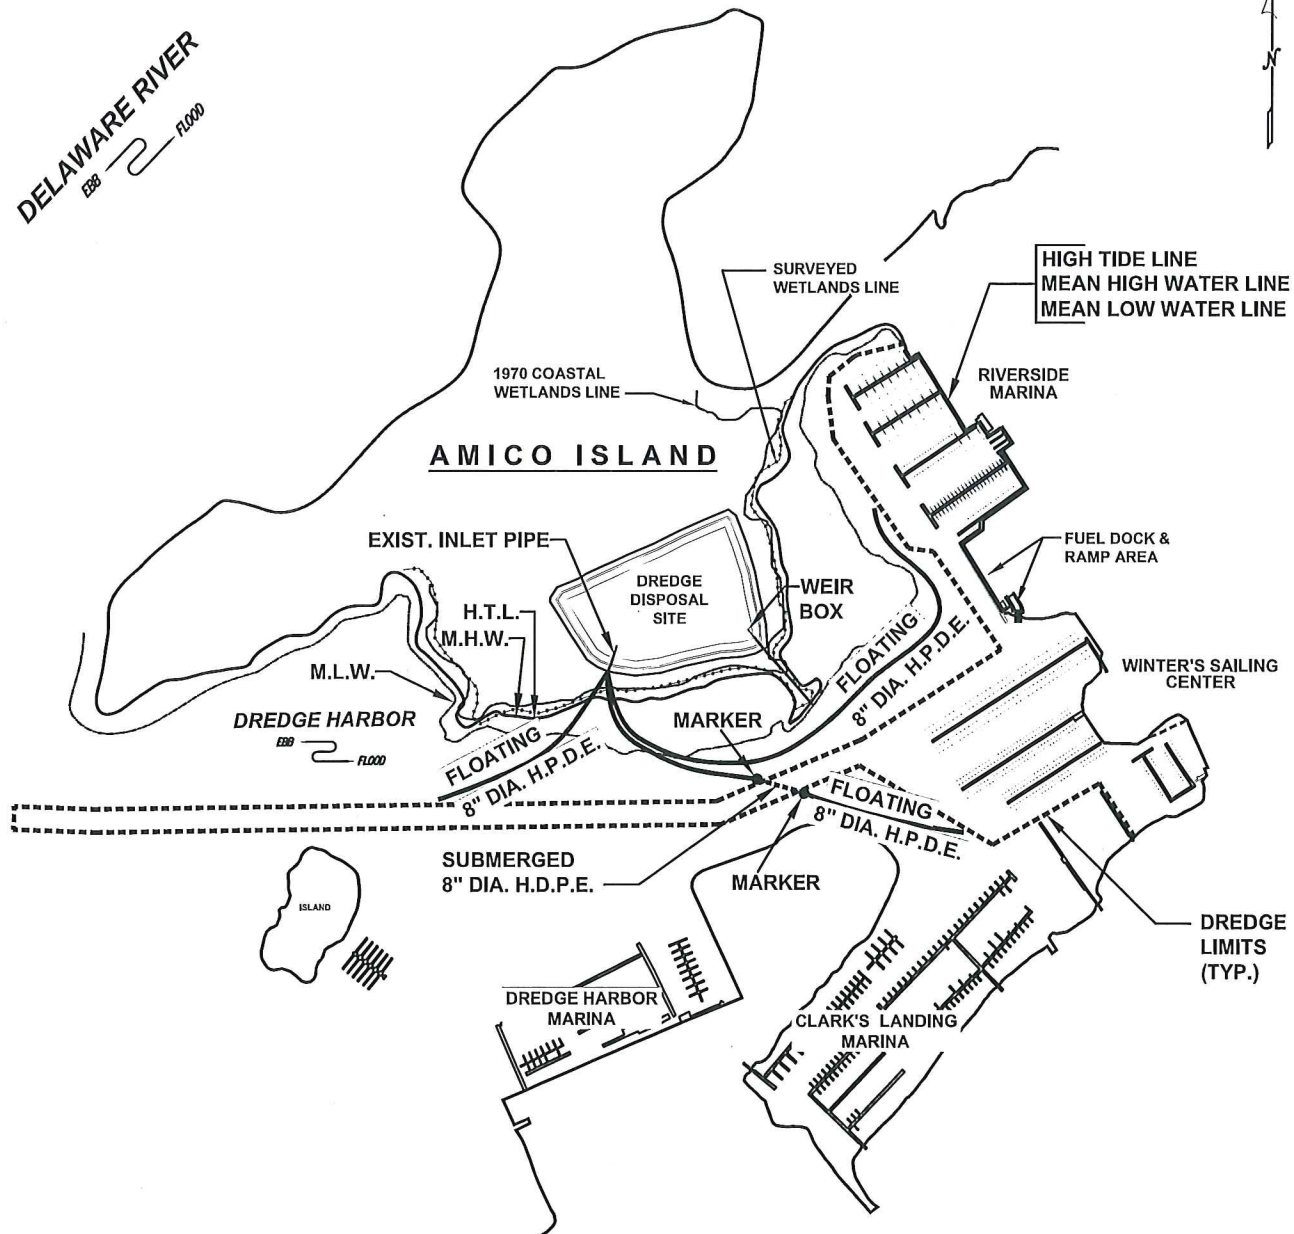 DELAWARE RIVER
EBB
FLOOD
N
SURVEYED
WETLANDS LINE
HIGH TIDE LINE
MEAN HIGH WATER LINE
MEAN LOW WATER LINE
1970 COASTAL
WETLANDS LINE
RIVERSIDE
MARINA
AMICO ISLAND
EXIST. INLET PIPE
DREDGE
DISPOSAL
SITE
WEIR
BOX
FUEL DOCK &
RAMP AREA
H.T.L.
M.H.W.
M.L.W.
FLOATING
8" DIA. H.P.D.E.
WINTER'S SAILING
CENTER
DREDGE HARBOR
EBB
FLOOD
MARKER
FLOATING
8" DIA. H.P.D.E.
FLOATING
8" DIA. H.P.D.E.
SUBMERGED
8" DIA. H.D.P.E.
MARKER
ISLAND
DREDGE
LIMITS
(TYP.)
DREDGE HARBOR
MARINA
CLARK'S LANDING
MARINA